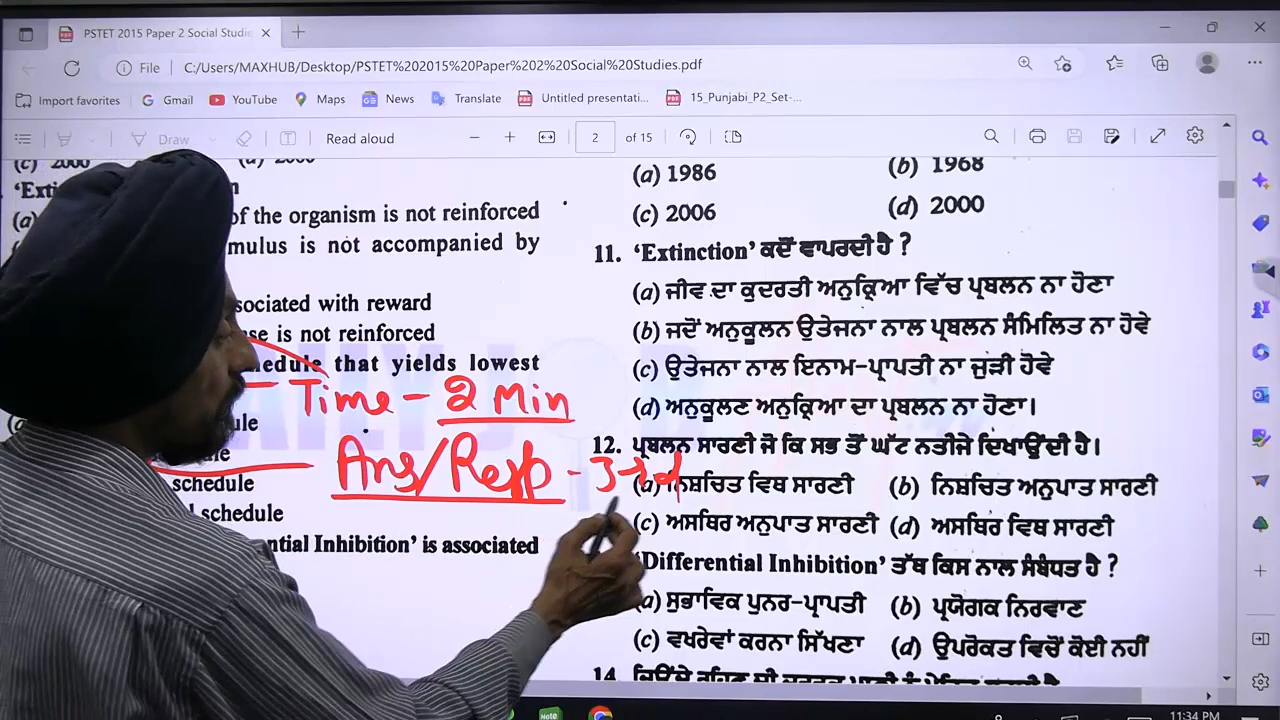 PSTET 2015 Paper 2 Social Studie
File C:/Users/MAXHUB/Desktop/PSTET%202015%20Paper%202%20Social%20Studies.pdf
Import favorites Gmail YouTube Maps News Translate Untitled presentati... 15_Punjabi_P2_Set-...
Draw Read aloud 2 of 15
(c) 2000
of the organism is not reinforced
mulus is not accompanied by
sociated with reward
se is not reinforced
hedule that yields lowest
schedule
schedule
ntial Inhibition' is associated
Time - 2 Min
Ans/Resp - 3rd
(a) 1986 (b) 1968
(c) 2006 (d) 2000
11. 'Extinction' ਕਦੋਂ ਵਾਪਰਦੀ ਹੈ ?
(a) ਜੀਵ ਦਾ ਕੁਦਰਤੀ ਅਨੁਕ੍ਰਿਆ ਵਿੱਚ ਪ੍ਰਬਲਨ ਨਾ ਹੋਣਾ
(b) ਜਦੋਂ ਅਨੁਕੂਲਨ ਉਤੇਜਨਾ ਨਾਲ ਪ੍ਰਬਲਨ ਸੰਮਿਲਿਤ ਨਾ ਹੋਵੇ
(c) ਉਤੇਜਨਾ ਨਾਲ ਇਨਾਮ-ਪ੍ਰਾਪਤੀ ਨਾ ਜੁੜੀ ਹੋਵੇ
(d) ਅਨੁਕੂਲਣ ਅਨੁਕ੍ਰਿਆ ਦਾ ਪ੍ਰਬਲਨ ਨਾ ਹੋਣਾ।
12. ਪ੍ਰਬਲਨ ਸਾਰਣੀ ਜੋ ਕਿ ਸਭ ਤੋਂ ਘੱਟ ਨਤੀਜੇ ਦਿਖਾਉਂਦੀ ਹੈ।
(a) ਨਿਸ਼ਚਿਤ ਵਿਥ ਸਾਰਣੀ (b) ਨਿਸ਼ਚਿਤ ਅਨੁਪਾਤ ਸਾਰਣੀ
(c) ਅਸਥਿਰ ਅਨੁਪਾਤ ਸਾਰਣੀ (d) ਅਸਥਿਰ ਵਿਥ ਸਾਰਣੀ
'Differential Inhibition' ਤੱਥ ਕਿਸ ਨਾਲ ਸੰਬੰਧਤ ਹੈ ?
(a) ਸੁਭਾਵਿਕ ਪੁਨਰ-ਪ੍ਰਾਪਤੀ (b) ਪ੍ਰਯੋਗਕ ਨਿਰਵਾਣ
(c) ਵਖਰੇਵਾਂ ਕਰਨਾ ਸਿੱਖਣਾ (d) ਉਪਰੋਕਤ ਵਿਚੋਂ ਕੋਈ ਨਹੀਂ
14.
11:34 PM